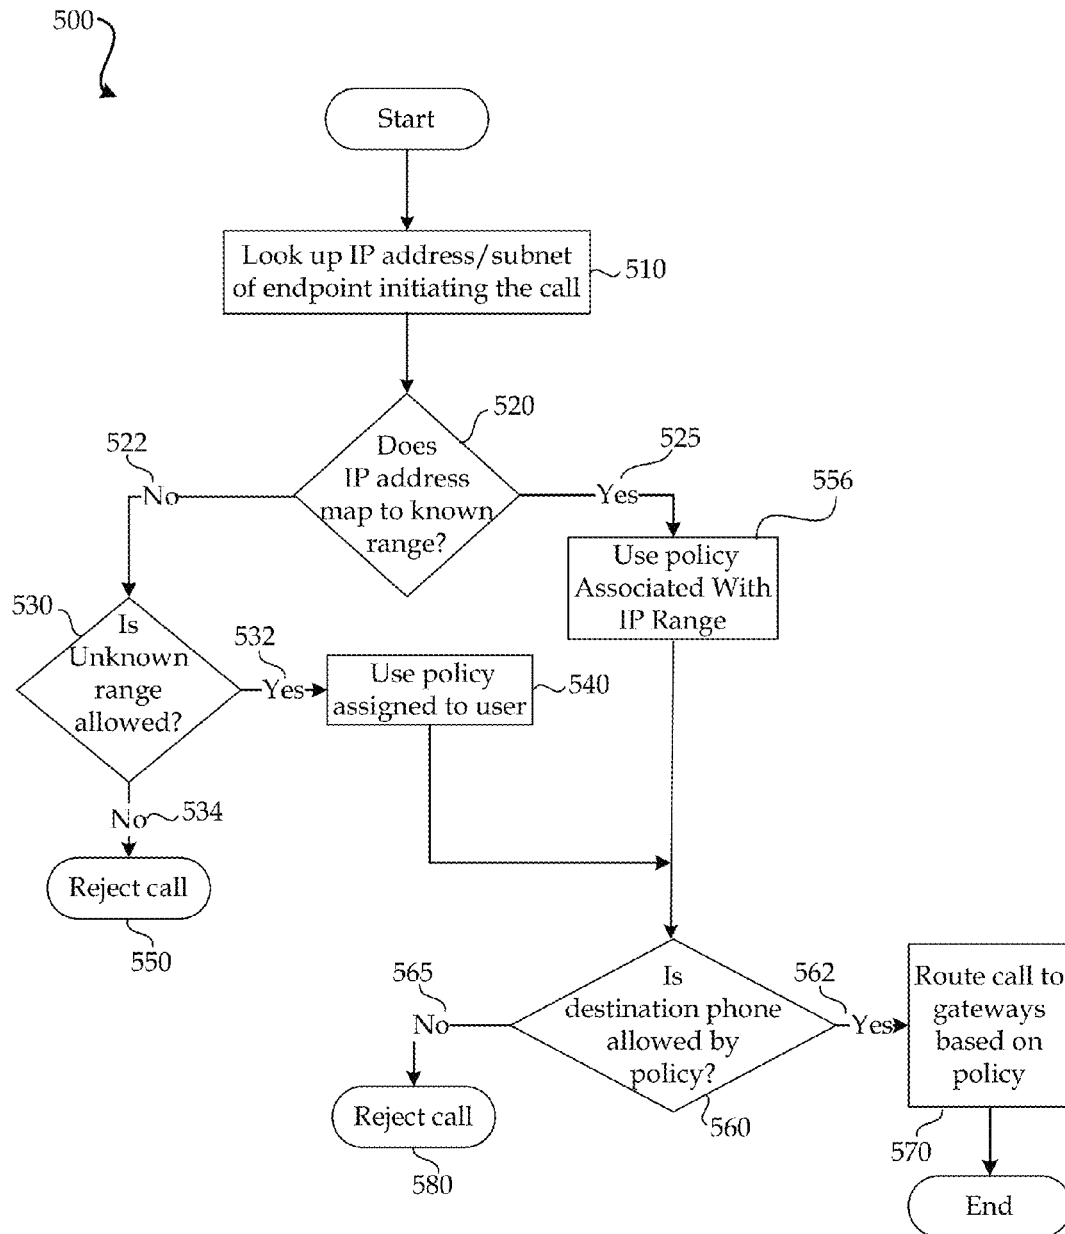 500
Start
Look up IP address/subnet
of endpoint initiating the call
510
520
Does
IP address
map to known
range?
522
No
525
Yes
556
Use policy
Associated With
IP Range
530
Is
Unknown
range
allowed?
532
Yes
Use policy
assigned to user
540
No
534
Reject call
550
Is
destination phone
allowed by
policy?
560
565
No
562
Yes
Route call to
gateways
based on
policy
570
Reject call
580
End